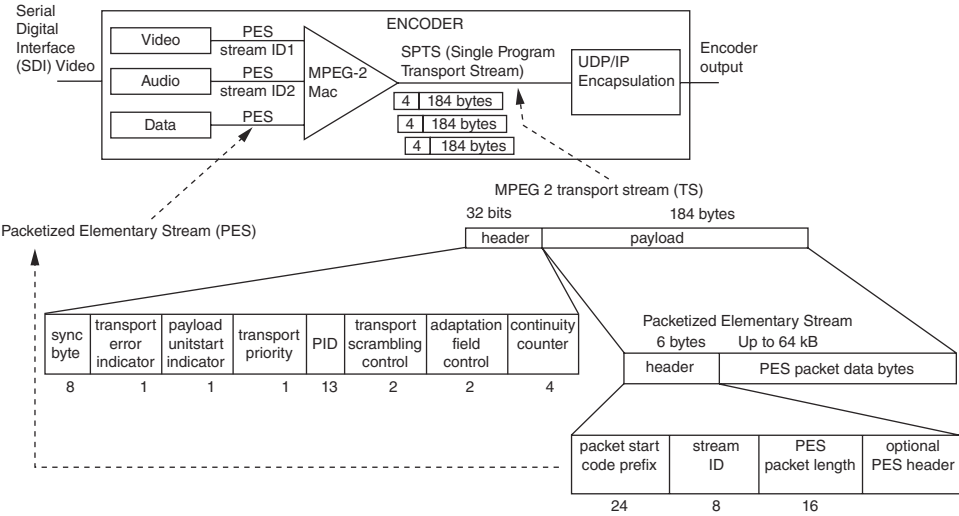 Serial
Digital
Interface
(SDI) Video
ENCODER
Video
Audio
Data
PES
stream ID1
PES
stream ID2
PES
MPEG-2
Mac
SPTS (Single Program
Transport Stream)
4 184 bytes
4 184 bytes
4 184 bytes
UDP/IP
Encapsulation
Encoder
output
MPEG 2 transport stream (TS)
32 bits 184 bytes
header payload
Packetized Elementary Stream (PES)
sync
byte
transport
error
indicator
payload
unitstart
indicator
transport
priority
PID
transport
scrambling
control
adaptation
field
control
continuity
counter
8 1 1 1 13 2 2 4
Packetized Elementary Stream
6 bytes Up to 64 kB
header PES packet data bytes
packet start
code prefix
stream
ID
PES
packet length
optional
PES header
24 8 16